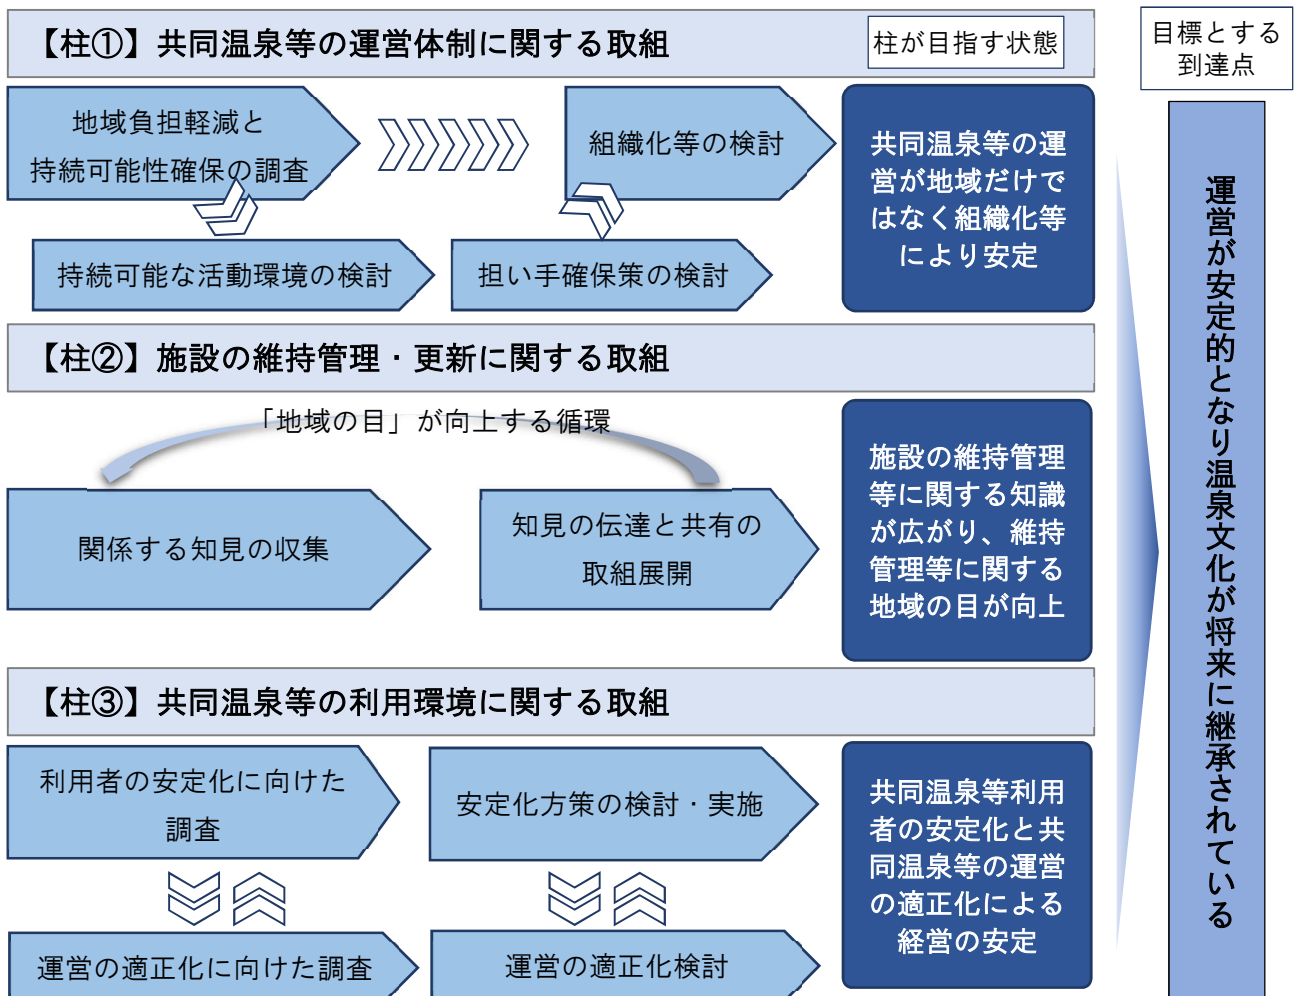 【柱①】共同温泉等の運営体制に関する取組
柱が目指す状態
目標とする
到達点
地域負担軽減と
持続可能性確保の調査
組織化等の検討
持続可能な活動環境の検討
担い手確保策の検討
共同温泉等の運
営が地域だけで
はなく組織化等
により安定
【柱②】施設の維持管理・更新に関する取組
「地域の目」が向上する循環
関係する知見の収集
知見の伝達と共有の
取組展開
施設の維持管理
等に関する知識
が広がり、維持
管理等に関する
地域の目が向上
【柱③】共同温泉等の利用環境に関する取組
利用者の安定化に向けた
調査
安定化方策の検討・実施
運営の適正化に向けた調査
運営の適正化検討
共同温泉等利用
者の安定化と共
同温泉等の運営
の適正化による
経営の安定
運営が安定的となり温泉文化が将来に継承されている